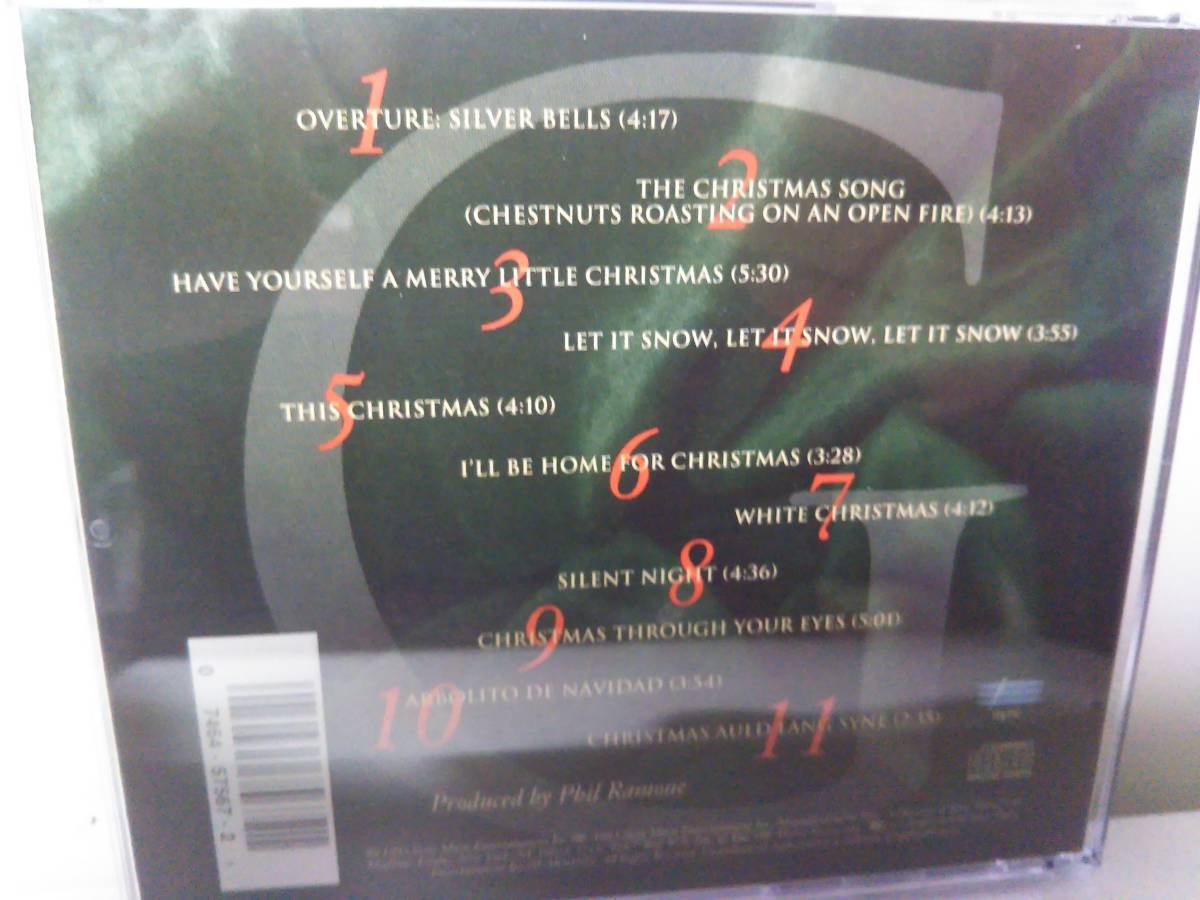 1
OVERTURE: SILVER BELLS (4:17)
2
THE CHRISTMAS SONG
(CHESTNUTS ROASTING ON AN OPEN FIRE) (4:13)
3
HAVE YOURSELF A MERRY LITTLE CHRISTMAS (5:30)
4
LET IT SNOW, LET IT SNOW, LET IT SNOW (3:55)
5
THIS CHRISTMAS (4:10)
6
I'LL BE HOME FOR CHRISTMAS (3:28)
7
WHITE CHRISTMAS (4:12)
8
SILENT NIGHT (4:36)
9
CHRISTMAS THROUGH YOUR EYES (5:01)
10
ARBOLITO DE NAVIDAD (3:54)
11
CHRISTMAS AULD LANG SYNE
Produced by Phil Ramone
0 7464-57567-2